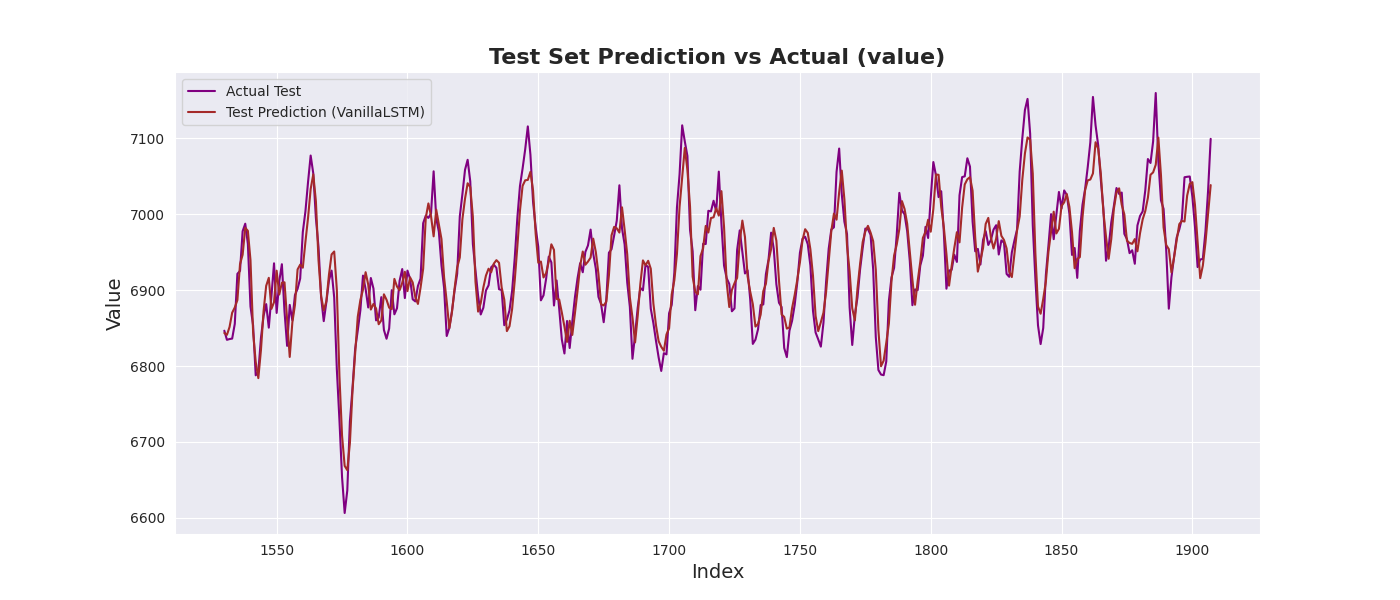 Test Set Prediction vs Actual (value)
Actual Test
Test Prediction (VanillaLSTM)
Value
7100
7000
6900
6800
6700
6600
1550 1600 1650 1700 1750 1800 1850 1900
Index